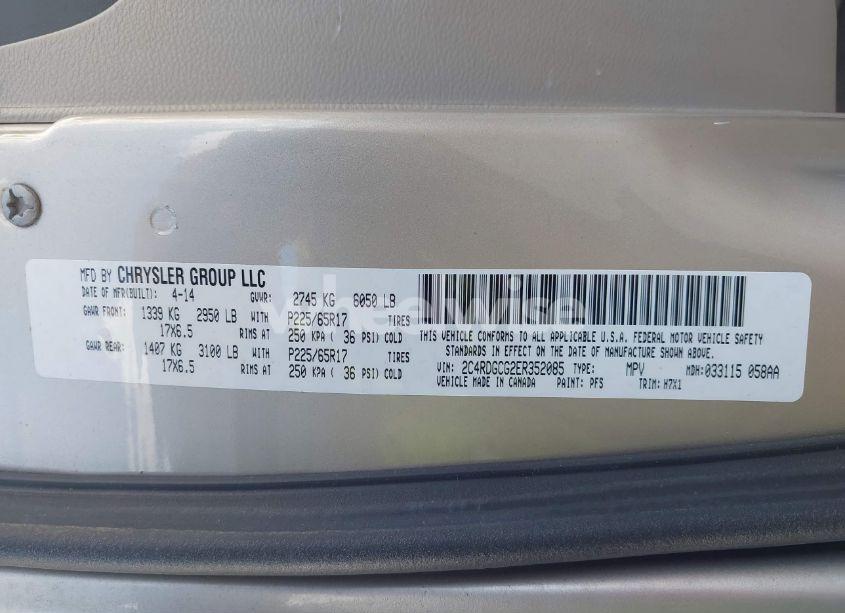 MFD BY CHRYSLER GROUP LLC
DATE OF MFR(BUILT): 4-14 GVWR: 2745 KG 6050 LB
GAWR FRONT: 1339 KG 2950 LB WITH P225/65R17 TIRES
17X6.5 RIMS AT 250 KPA ( 36 PSI) COLD
GAWR REAR: 1407 KG 3100 LB WITH P225/65R17 TIRES
17X6.5 RIMS AT 250 KPA ( 36 PSI) COLD
THIS VEHICLE CONFORMS TO ALL APPLICABLE U.S.A. FEDERAL MOTOR VEHICLE SAFETY
STANDARDS IN EFFECT ON THE DATE OF MANUFACTURE SHOWN ABOVE.
VIN: 2C4RDGCG2ER352085 TYPE: MPV MDH:033115 058AA
VEHICLE MADE IN CANADA PAINT: PFS TRIM: H7X1
wheelwise